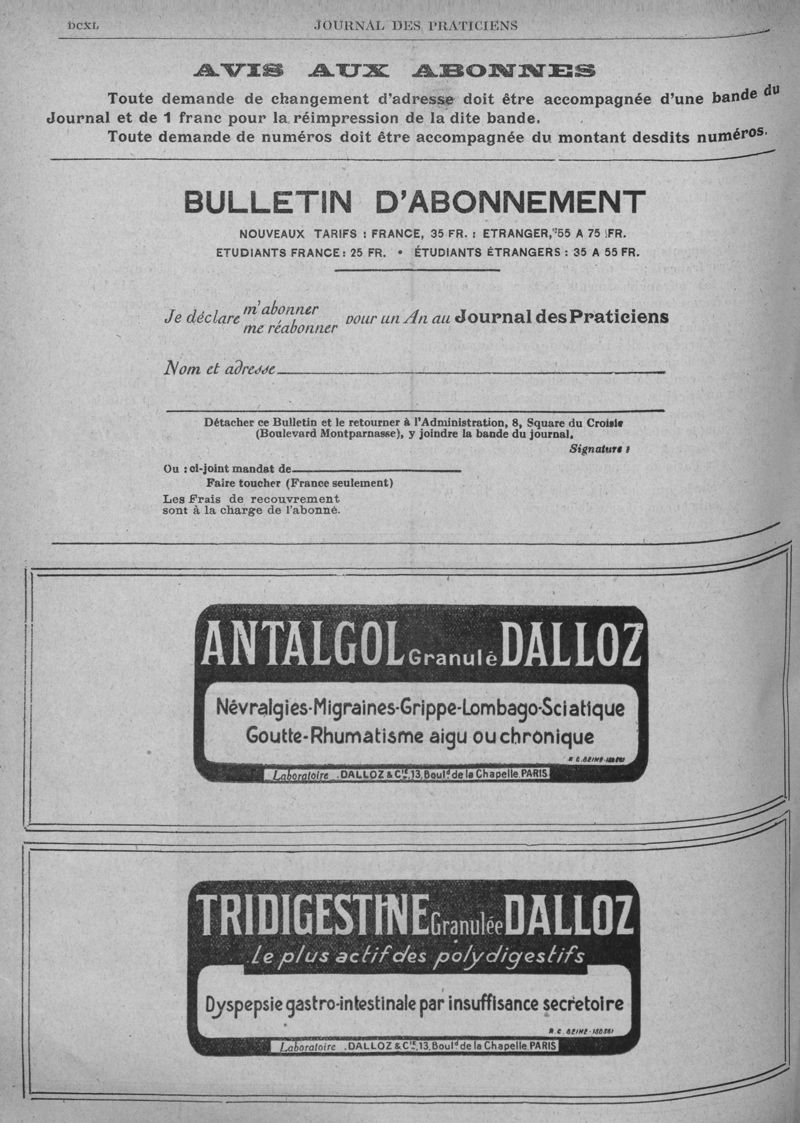 DCXL
JOURNAL DES PRATICIENS
AVIS AUX ABONNES
Toute demande de changement d'adresse doit être accompagnée d'une bande du
Journal et de 1 franc pour la réimpression de la dite bande.
Toute demande de numéros doit être accompagnée du montant desdits numéros.
BULLETIN D'ABONNEMENT
NOUVEAUX TARIFS : FRANCE, 35 FR. : ETRANGER, 55 A 75 FR.
ETUDIANTS FRANCE : 25 FR. • ÉTUDIANTS ÉTRANGERS : 35 A 55 FR.
Je déclare m'abonner
me réabonner pour un An au Journal des Praticiens
Nom et adresse
Détacher ce Bulletin et le retourner à l'Administration, 8, Square du Croisic
(Boulevard Montparnasse), y joindre la bande du journal.
Signature :
Ou : ci-joint mandat de
Faire toucher (France seulement)
Les Frais de recouvrement
sont à la charge de l'abonné.
ANTALGOL Granulé DALLOZ
Névralgies-Migraines-Grippe-Lombago-Sciatique
Goutte-Rhumatisme aigu ou chronique
Laboratoire .DALLOZ & Cie, 13, Bould de la Chapelle. PARIS
TRIDIGESTINE Granulée DALLOZ
Le plus actif des polydigestifs
Dyspepsie gastro-intestinale par insuffisance secretoire
R.C. SEINE
Laboratoire .DALLOZ & Cie, 13, Bould de la Chapelle. PARIS